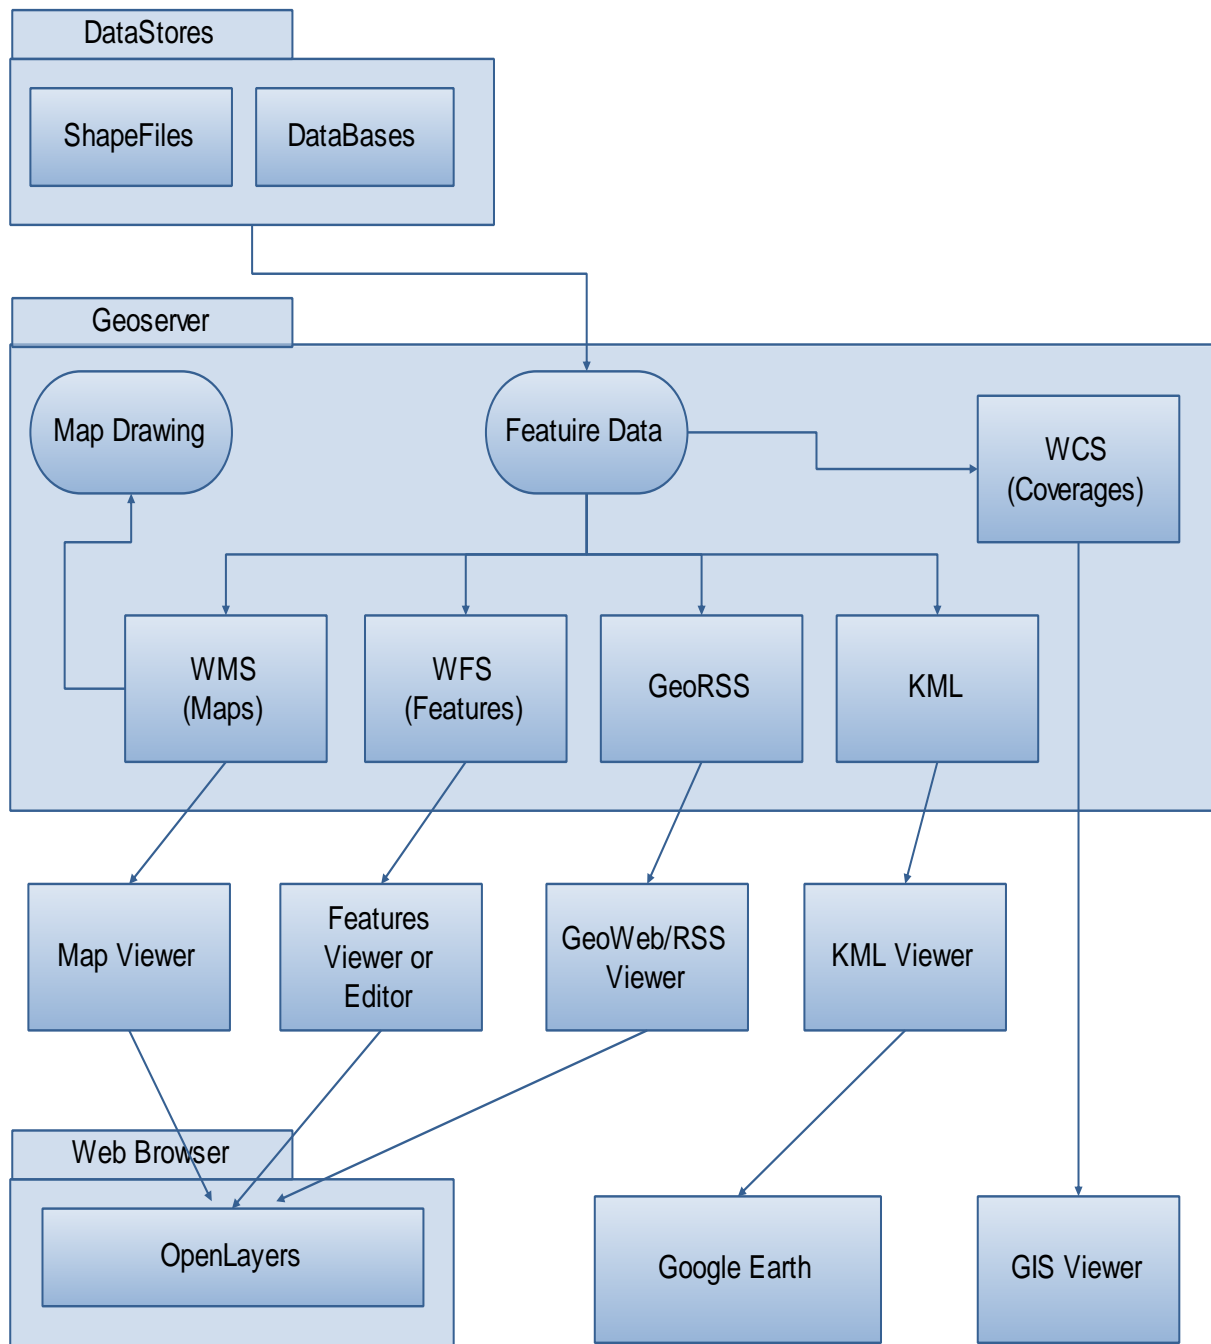 DataStores
ShapeFiles
DataBases
Geoserver
Map Drawing
Featuire Data
WCS
(Coverages)
WMS
(Maps)
WFS
(Features)
GeoRSS
KML
Map Viewer
Features
Viewer or
Editor
GeoWeb/RSS
Viewer
KML Viewer
Web Browser
OpenLayers
Google Earth
GIS Viewer